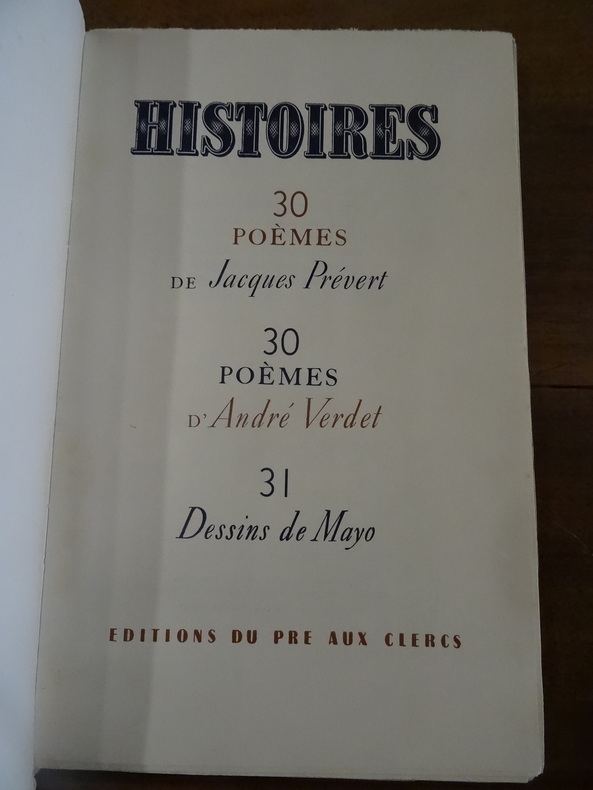 HISTOIRES
30
POÈMES
DE Jacques Prévert
30
POÈMES
D'André Verdet
31
Dessins de Mayo
EDITIONS DU PRE AUX CLERCS